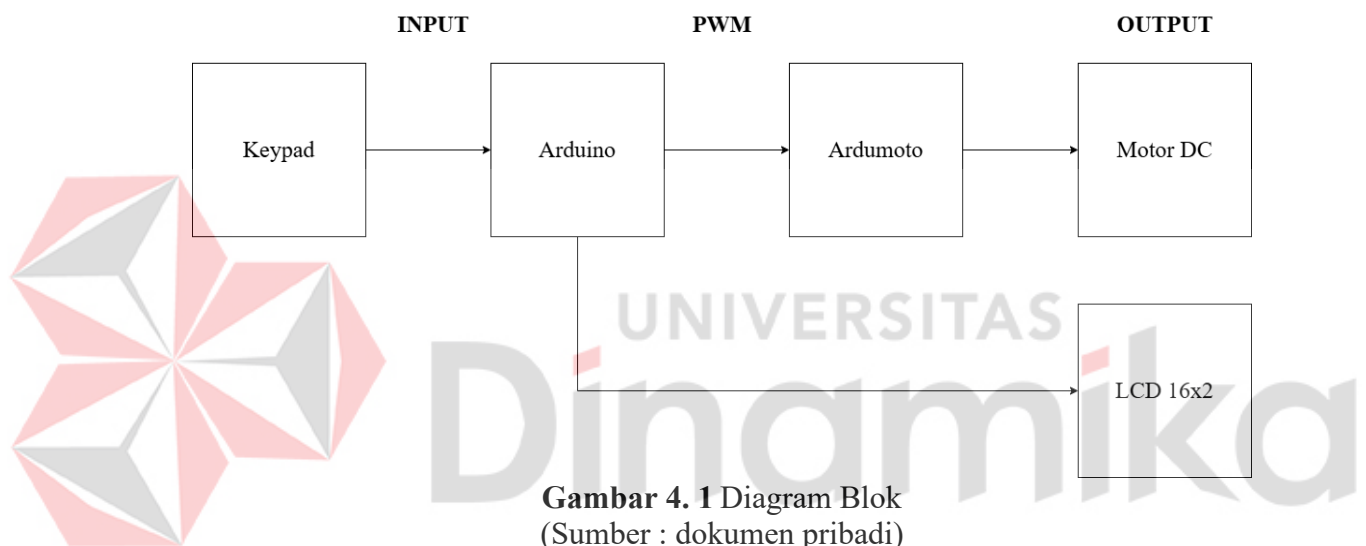 INPUT PWM OUTPUT
Keypad Arduino Ardumoto Motor DC
UNIVERSITAS
Dinamika
LCD 16x2
Gambar 4. 1 Diagram Blok
(Sumber : dokumen pribadi)